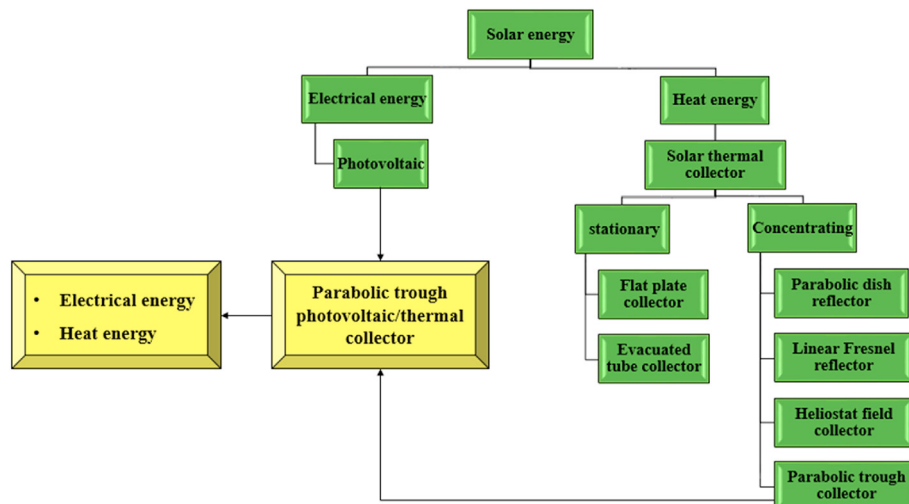 Solar energy
Electrical energy
Heat energy
Photovoltaic
Solar thermal
collector
stationary
Concentrating
Flat plate
collector
Evacuated
tube collector
Parabolic dish
reflector
Linear Fresnel
reflector
Heliostat field
collector
Parabolic trough
collector
Parabolic trough
photovoltaic/thermal
collector
• Electrical energy
• Heat energy